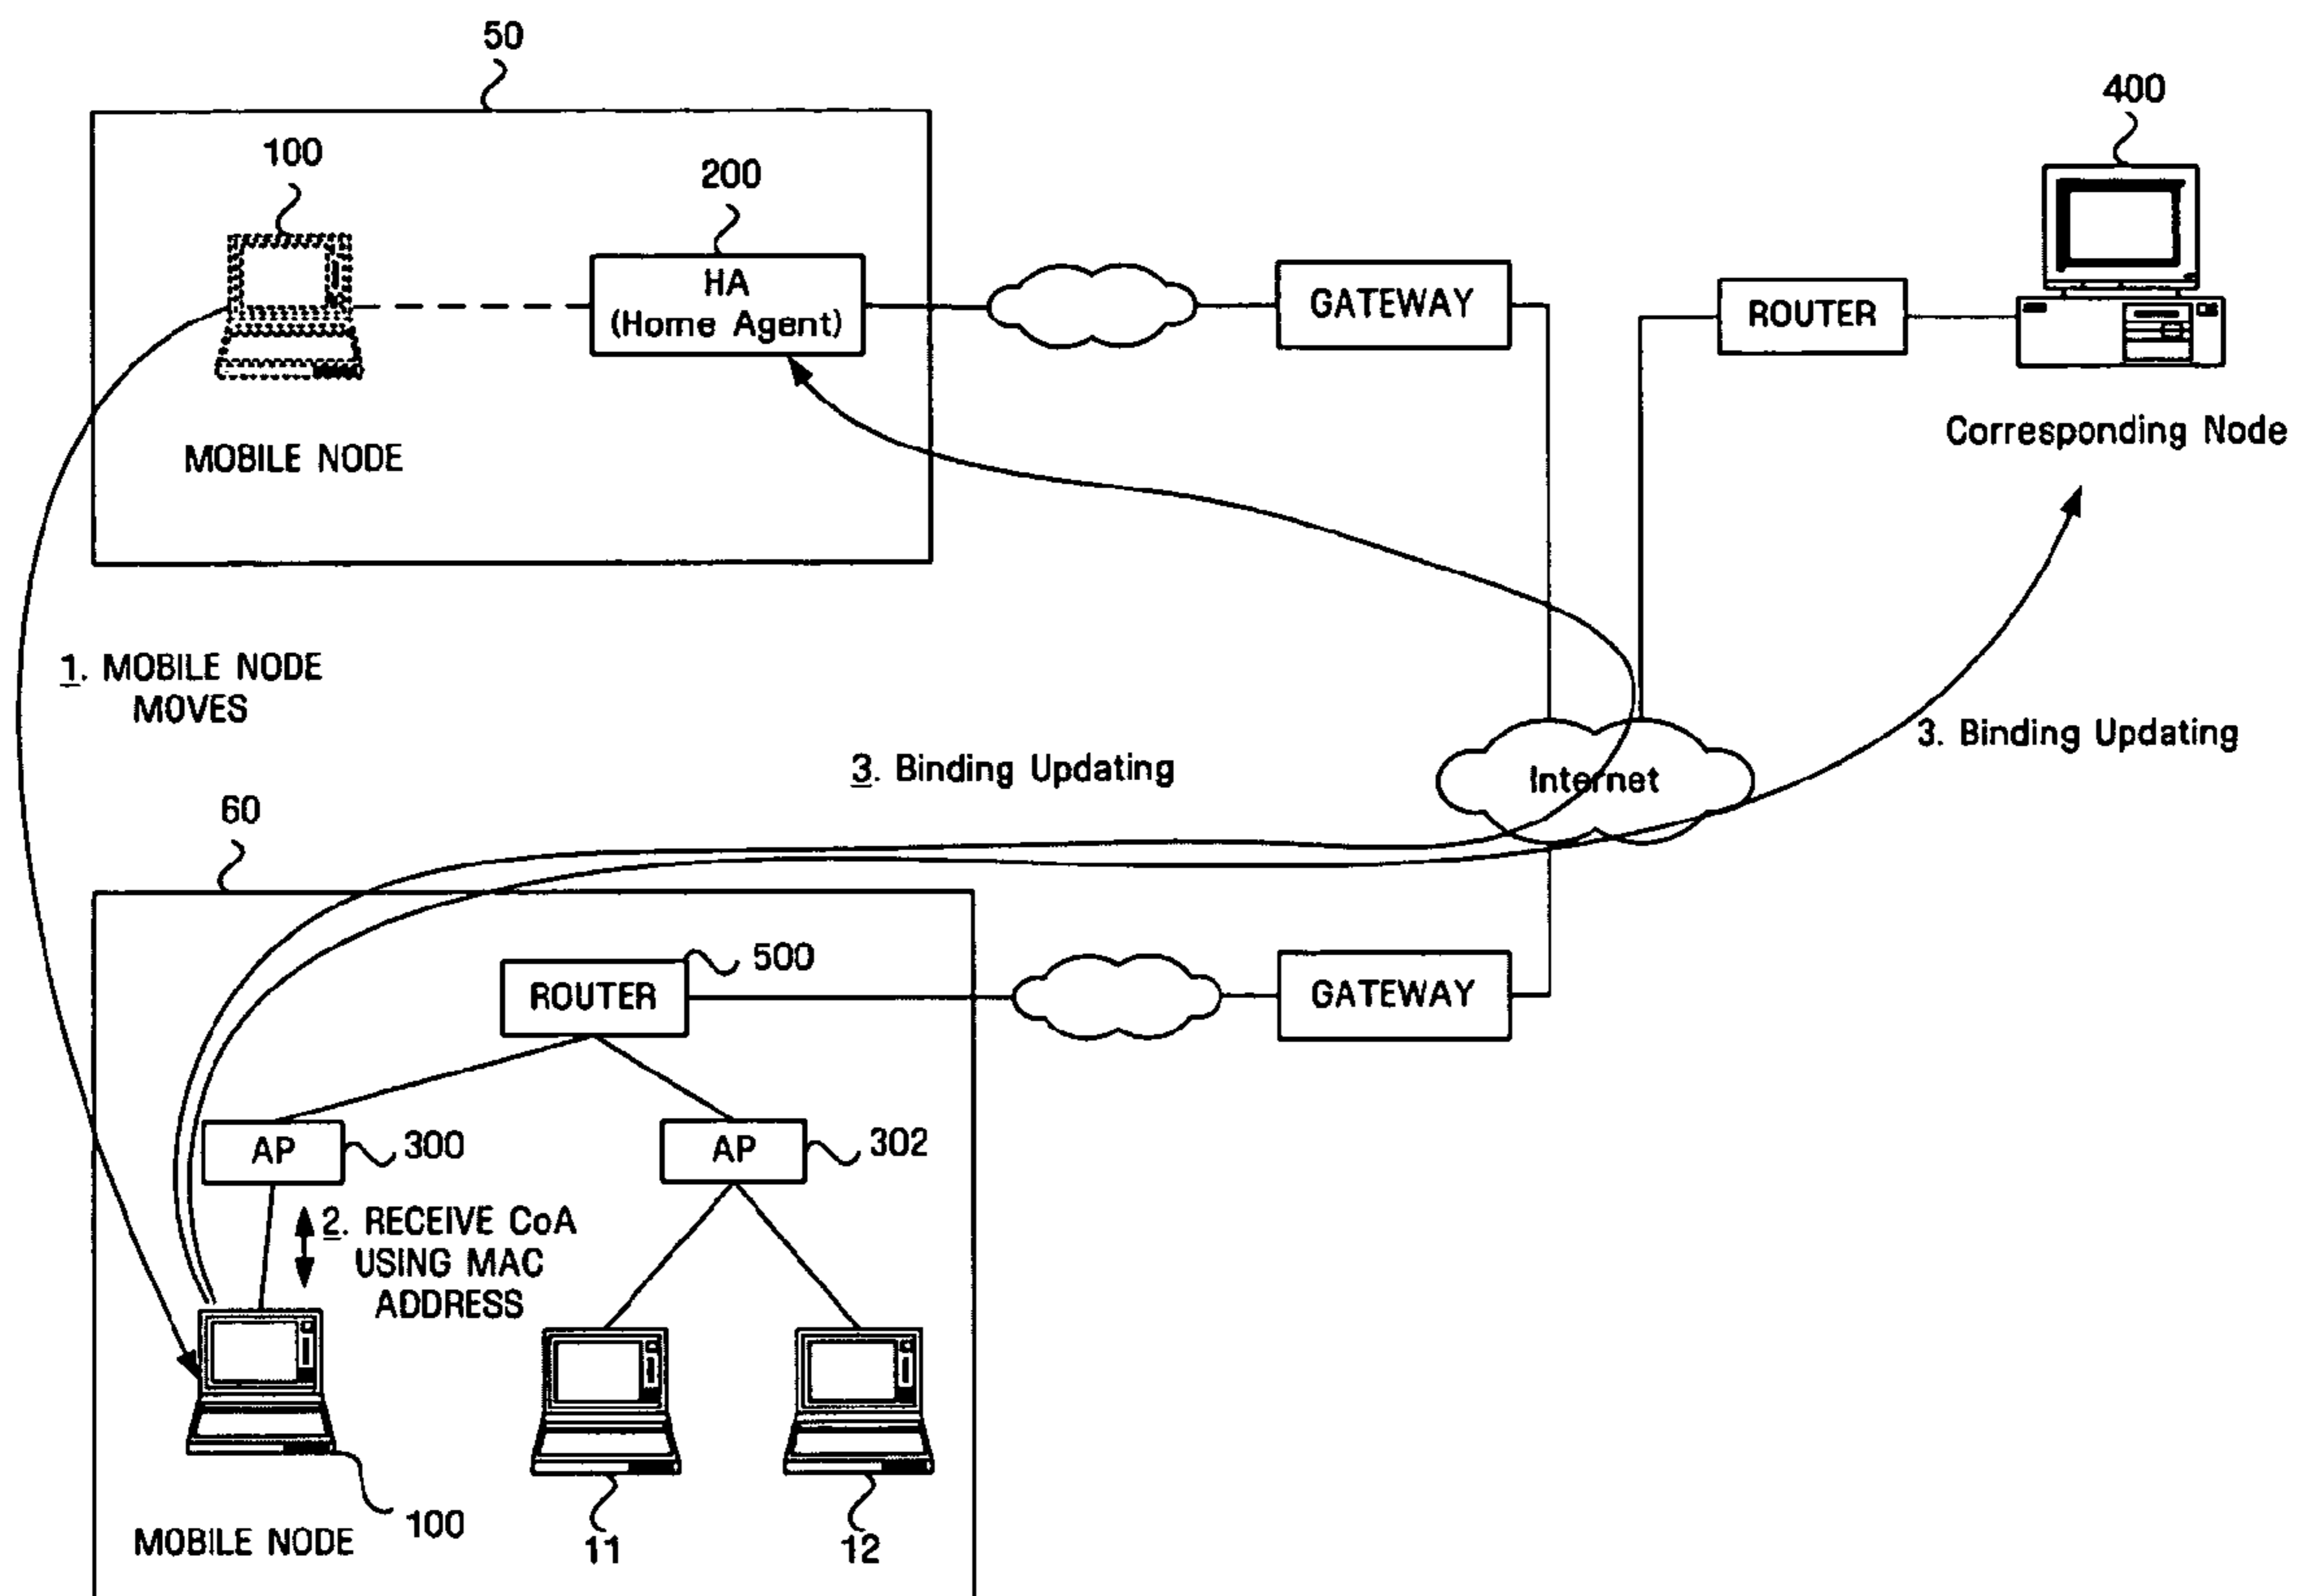 50
400
100
200
HA
(Home Agent)
GATEWAY
ROUTER
Corresponding Node
MOBILE NODE
1. MOBILE NODE
MOVES
3. Binding Updating
3. Binding Updating
Internet
60
500
ROUTER
GATEWAY
AP
300
AP
302
2. RECEIVE CoA
USING MAC
ADDRESS
100
MOBILE NODE
11
12